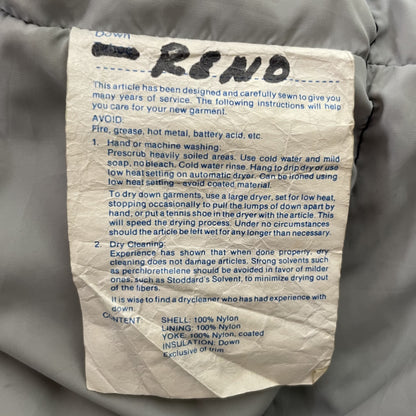 Down
RENO
This article has been designed and carefully sewn to give you
many years of service. The following instructions will help
you care for your new garment.
AVOID:
Fire, grease, hot metal, battery acid, etc.
1. Hand or machine washing:
Prescrub heavily soiled areas. Use cold water and mild
soap, no bleach. Cold water rinse. Hang to drip dry or use
low heat setting on automatic dryer. Can be ironed using
low heat setting - avoid coated material.
To dry down garments, use a large dryer, set for low heat,
stopping occasionally to pull the lumps of down apart by
hand, or put a tennis shoe in the dryer with the article. This
will speed the drying process. Under no circumstances
should the article be left wet for any longer than necessary.
2. Dry Cleaning:
Experience has shown that when done properly, dry
cleaning does not damage articles. Strong solvents such
as perchlorethelene should be avoided in favor of milder
ones, such as Stoddard's Solvent, to minimize drying out
of the fibers.
It is wise to find a drycleaner who has had experience with
down.
CONTENT: SHELL: 100% Nylon
LINING: 100% Nylon
YOKE: 100% Nylon, coated
INSULATION: Down
Exclusive of trim